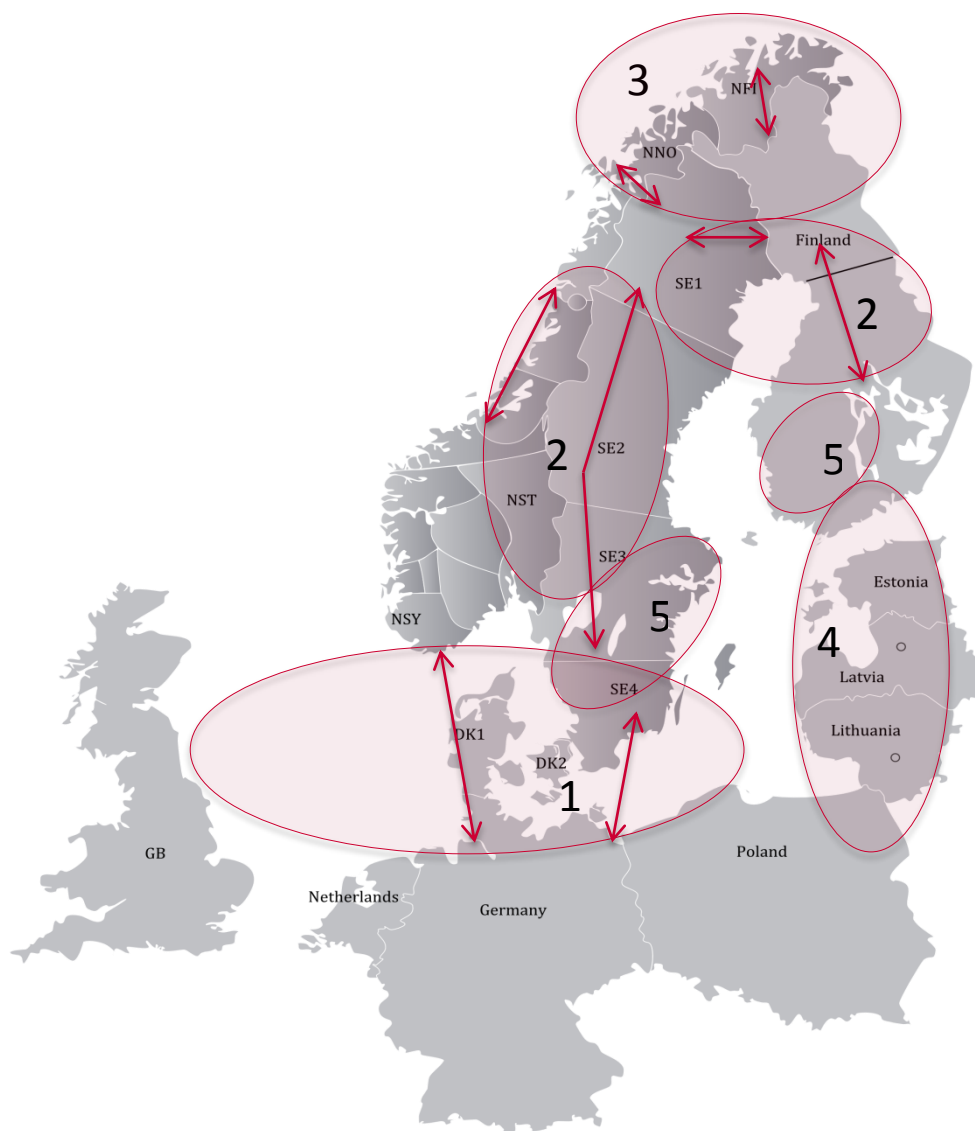 3
NFI
NNO
Finland
SE1
2
2
SE2
5
NST
SE3
Estonia
5
NSY
4
Latvia
SE4
Lithuania
DK1
DK2
1
GB
Poland
Netherlands
Germany